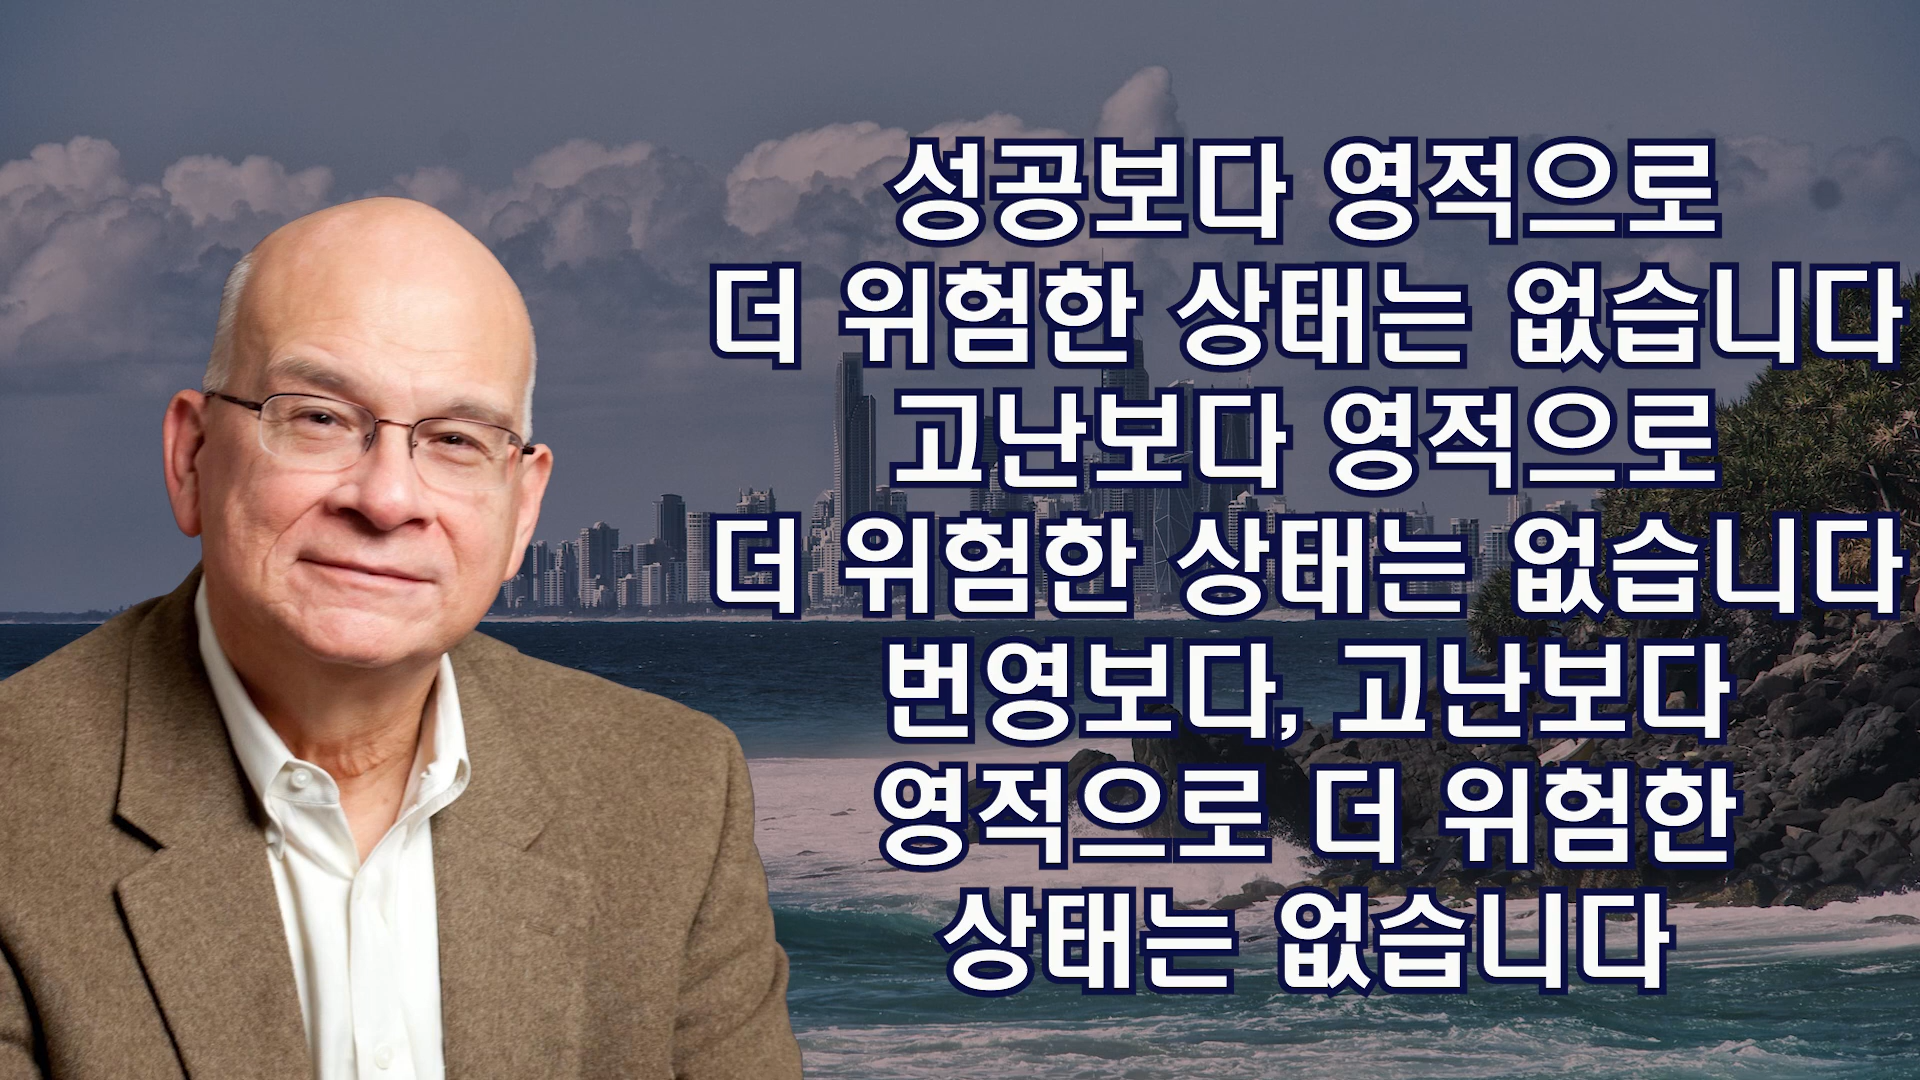 성공보다 영적으로
더 위험한 상태는 없습니다
고난보다 영적으로
더 위험한 상태는 없습니다
번영보다, 고난보다
영적으로 더 위험한
상태는 없습니다